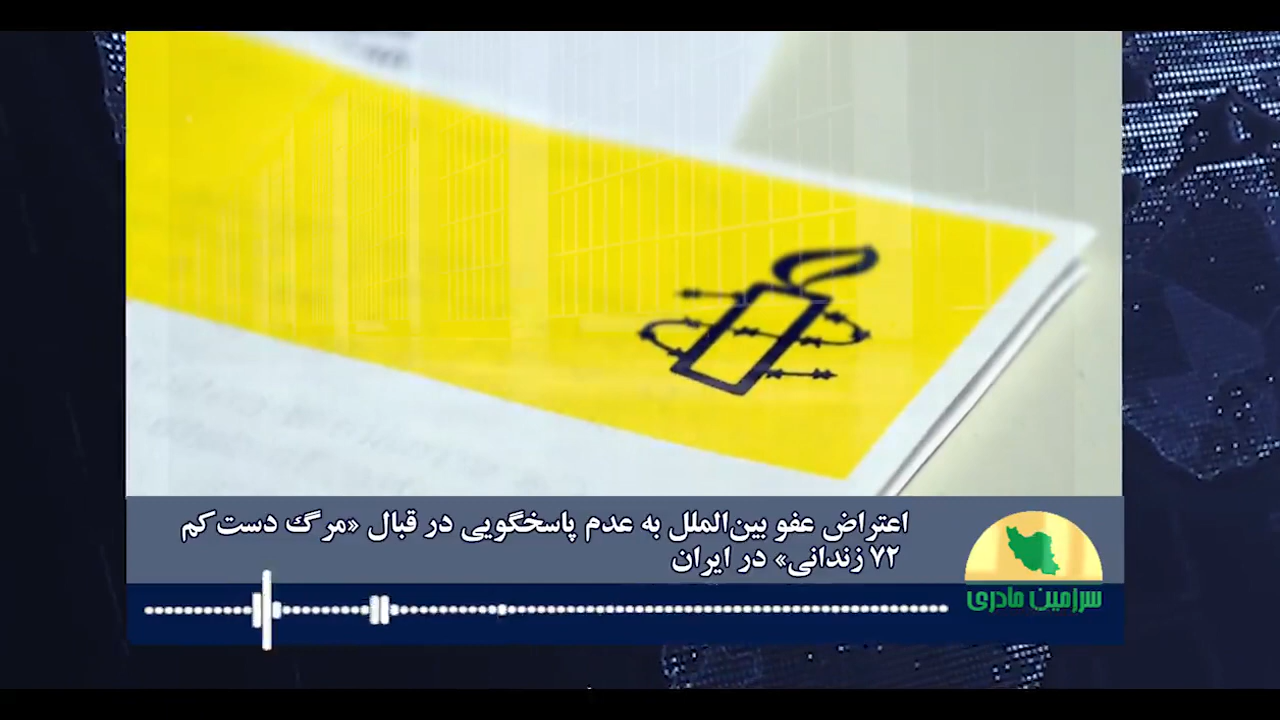 اعتراض عفو بین‌الملل به عدم پاسخگویی در قبال «مرگ دست‌کم
۷۲ زندانی» در ایران
سرزمین مادری